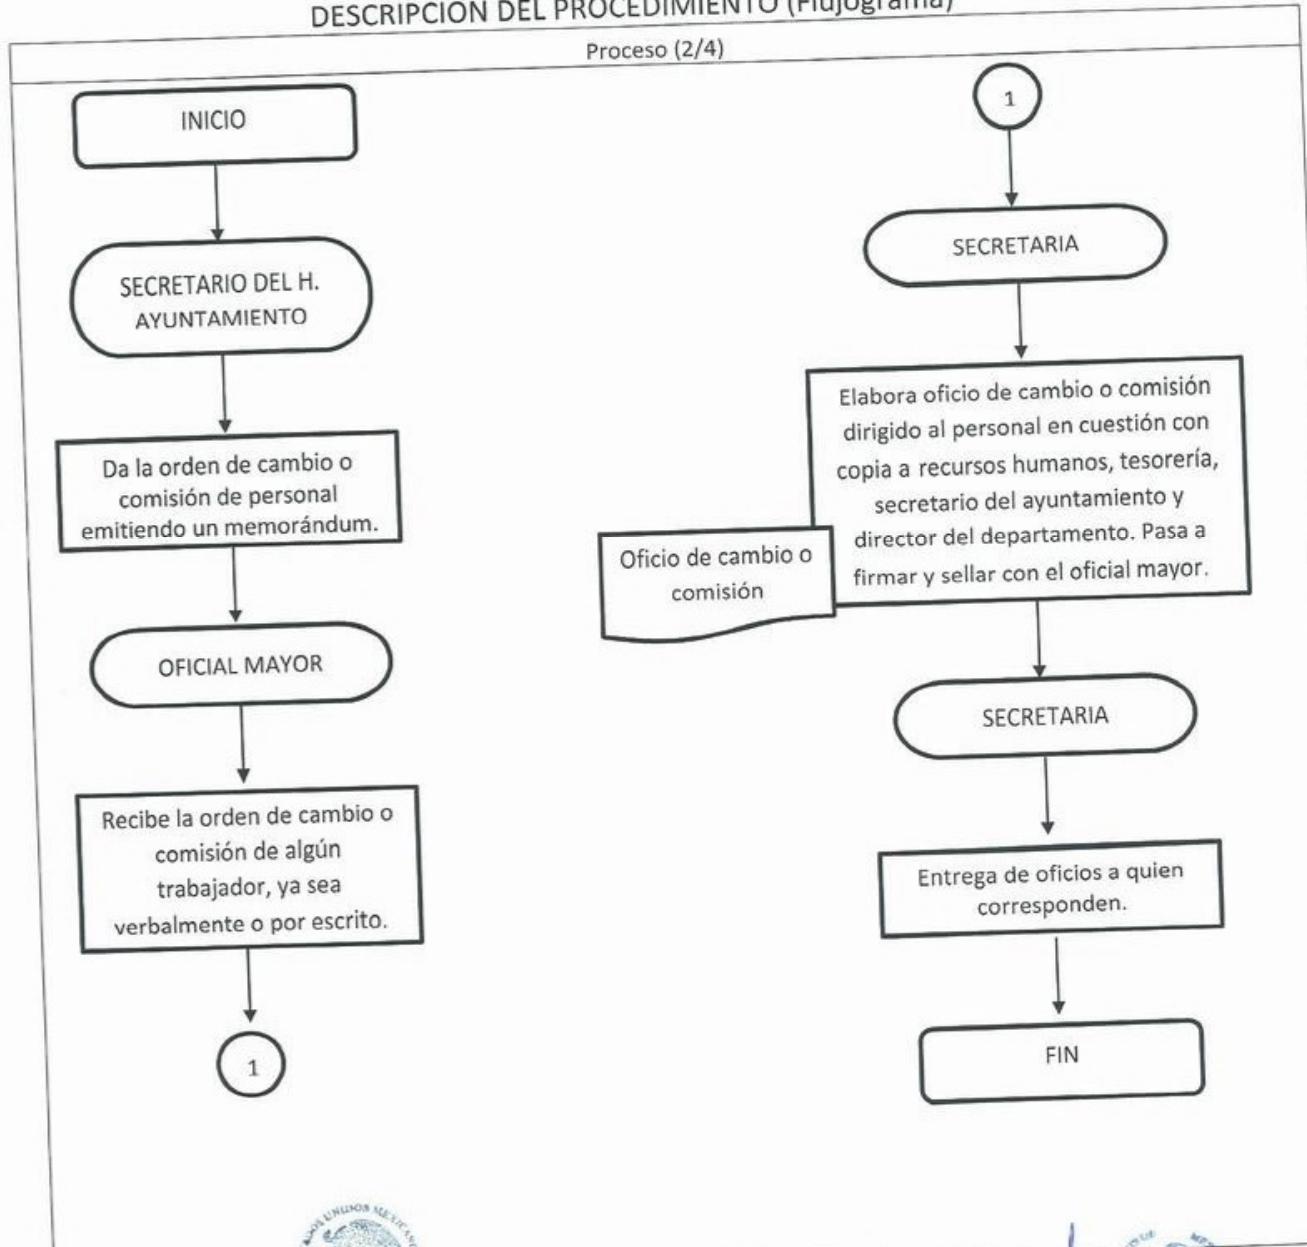 DESCRIPCIÓN DEL PROCEDIMIENTO (Flujograma)
Proceso (2/4)
INICIO
SECRETARIO DEL H.
AYUNTAMIENTO
Da la orden de cambio o
comisión de personal
emitiendo un memorándum.
OFICIAL MAYOR
Recibe la orden de cambio o
comisión de algún
trabajador, ya sea
verbalmente o por escrito.
1
1
SECRETARIA
Elabora oficio de cambio o comisión
dirigido al personal en cuestión con
copia a recursos humanos, tesorería,
secretario del ayuntamiento y
director del departamento. Pasa a
firmar y sellar con el oficial mayor.
Oficio de cambio o
comisión
SECRETARIA
Entrega de oficios a quien
corresponden.
FIN
UNIDOS